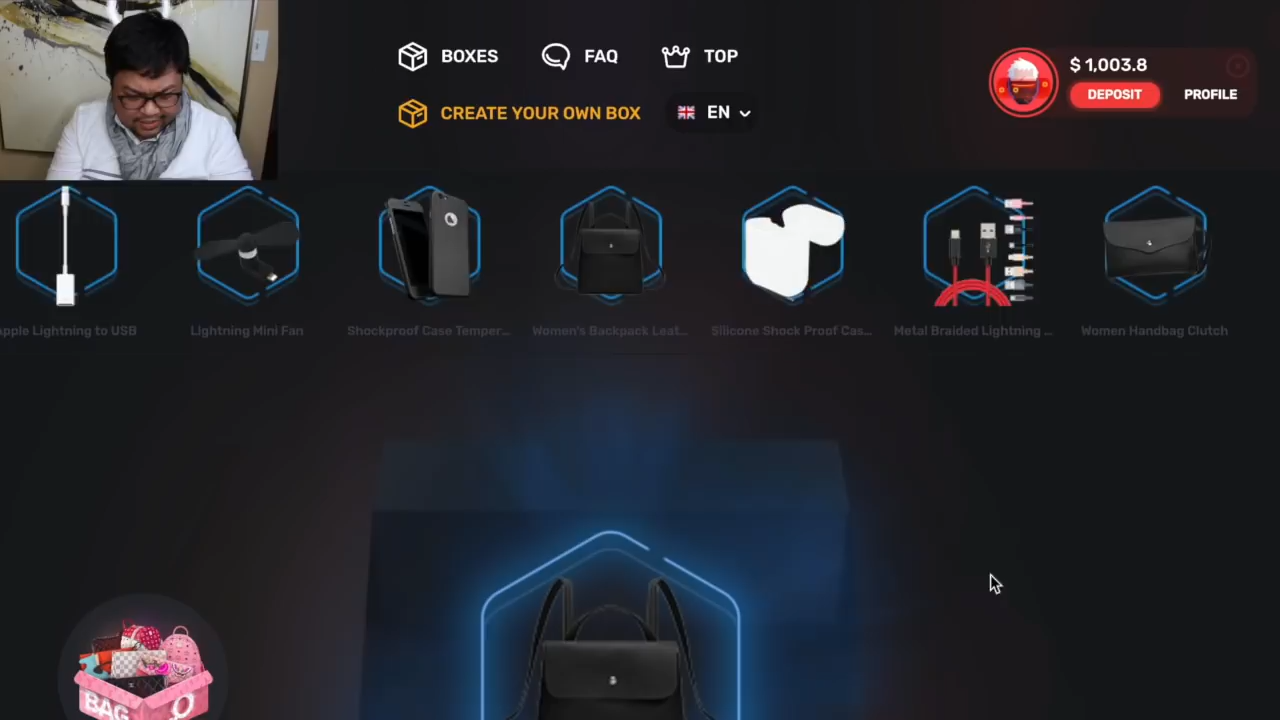 BOXES
FAQ
TOP
$ 1,003.8
DEPOSIT
PROFILE
CREATE YOUR OWN BOX
EN
Apple Lightning to USB
Lightning Mini Fan
Shockproof Case Temper...
Women's Backpack Leat...
Silicone Shock Proof Cas...
Metal Braided Lightning ...
Women Handbag Clutch
BAG